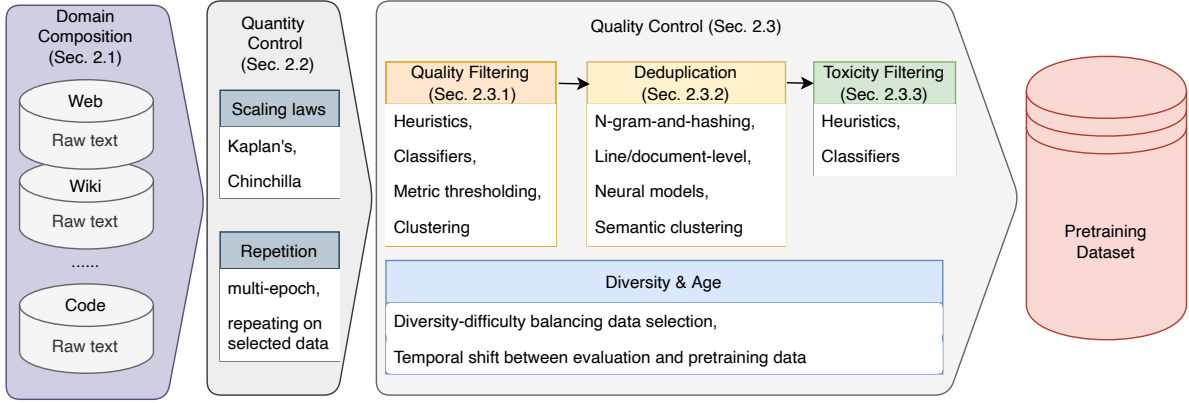 Domain
Composition
(Sec. 2.1)
Web
Raw text
Wiki
Raw text
......
Code
Raw text
Quantity
Control
(Sec. 2.2)
Scaling laws
Kaplan's,
Chinchilla
Repetition
multi-epoch,
repeating on
selected data
Quality Control (Sec. 2.3)
Quality Filtering
(Sec. 2.3.1)
Heuristics,
Classifiers,
Metric thresholding,
Clustering
Deduplication
(Sec. 2.3.2)
N-gram-and-hashing,
Line/document-level,
Neural models,
Semantic clustering
Toxicity Filtering
(Sec. 2.3.3)
Heuristics,
Classifiers
Diversity & Age
Diversity-difficulty balancing data selection,
Temporal shift between evaluation and pretraining data
Pretraining
Dataset